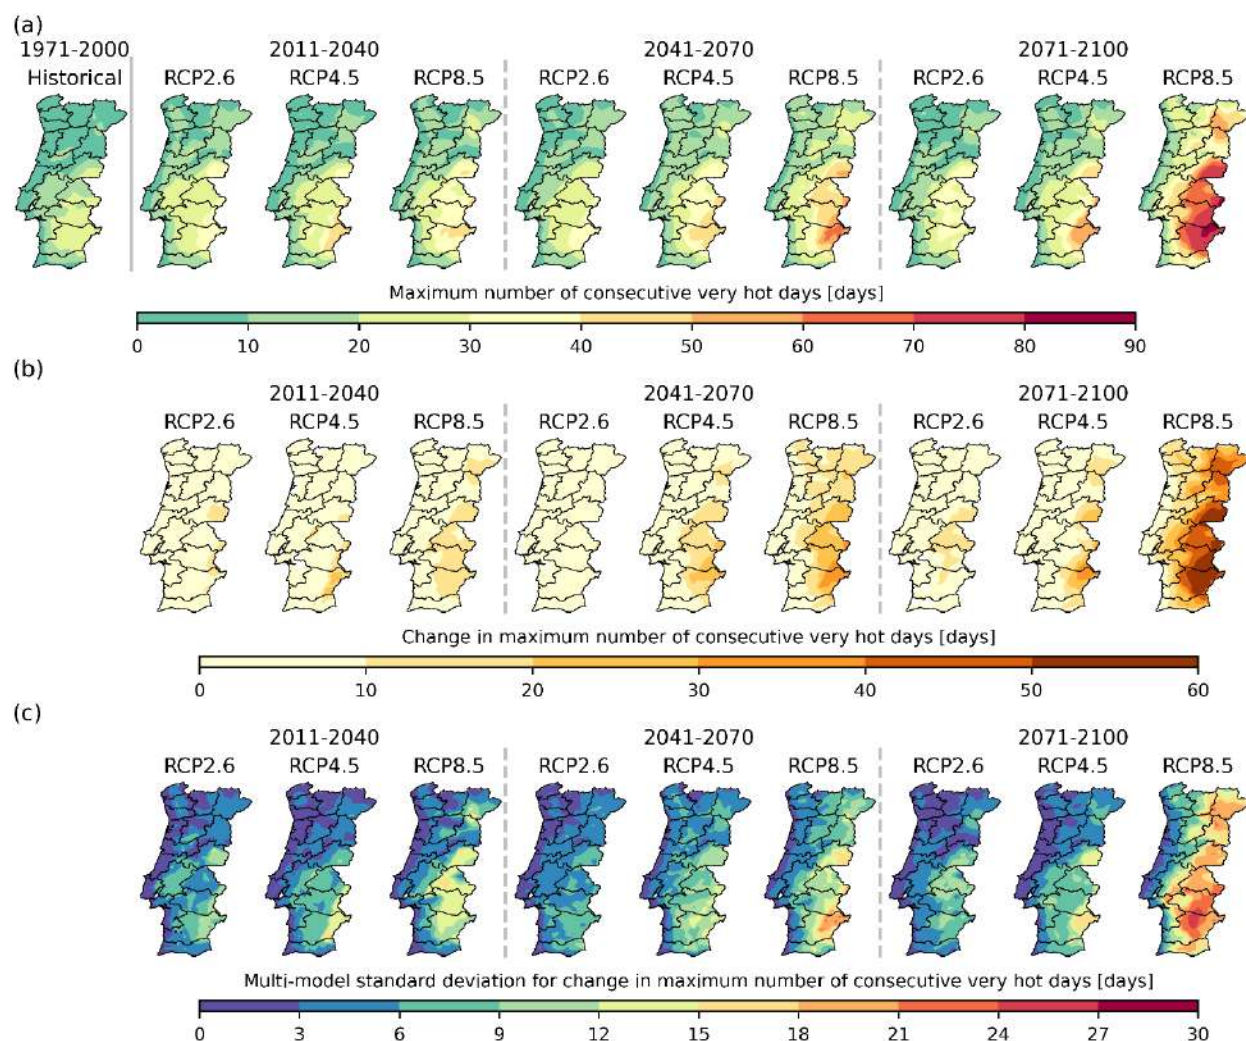 (a)
1971-2000 2011-2040 2041-2070 2071-2100
Historical RCP2.6 RCP4.5 RCP8.5 RCP2.6 RCP4.5 RCP8.5 RCP2.6 RCP4.5 RCP8.5
Maximum number of consecutive very hot days [days]
0 10 20 30 40 50 60 70 80 90
(b)
2011-2040 2041-2070 2071-2100
RCP2.6 RCP4.5 RCP8.5 RCP2.6 RCP4.5 RCP8.5 RCP2.6 RCP4.5 RCP8.5
Change in maximum number of consecutive very hot days [days]
0 10 20 30 40 50 60
(c)
2011-2040 2041-2070 2071-2100
RCP2.6 RCP4.5 RCP8.5 RCP2.6 RCP4.5 RCP8.5 RCP2.6 RCP4.5 RCP8.5
Multi-model standard deviation for change in maximum number of consecutive very hot days [days]
0 3 6 9 12 15 18 21 24 27 30